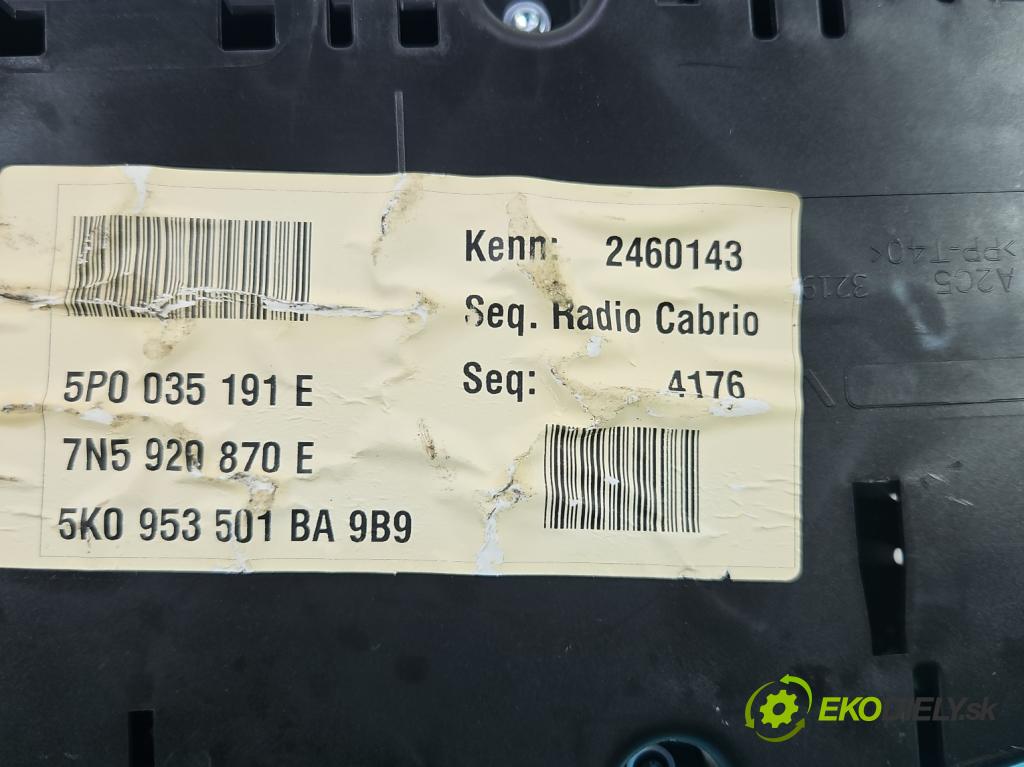 Kenn: 2460143
Seq. Radio Cabrio
Seq: 4176
5P0 035 191 E
7N5 920 870 E
5K0 953 501 BA 9B9
A2C5
3219
>PP-T40<
EKODIELY.sk